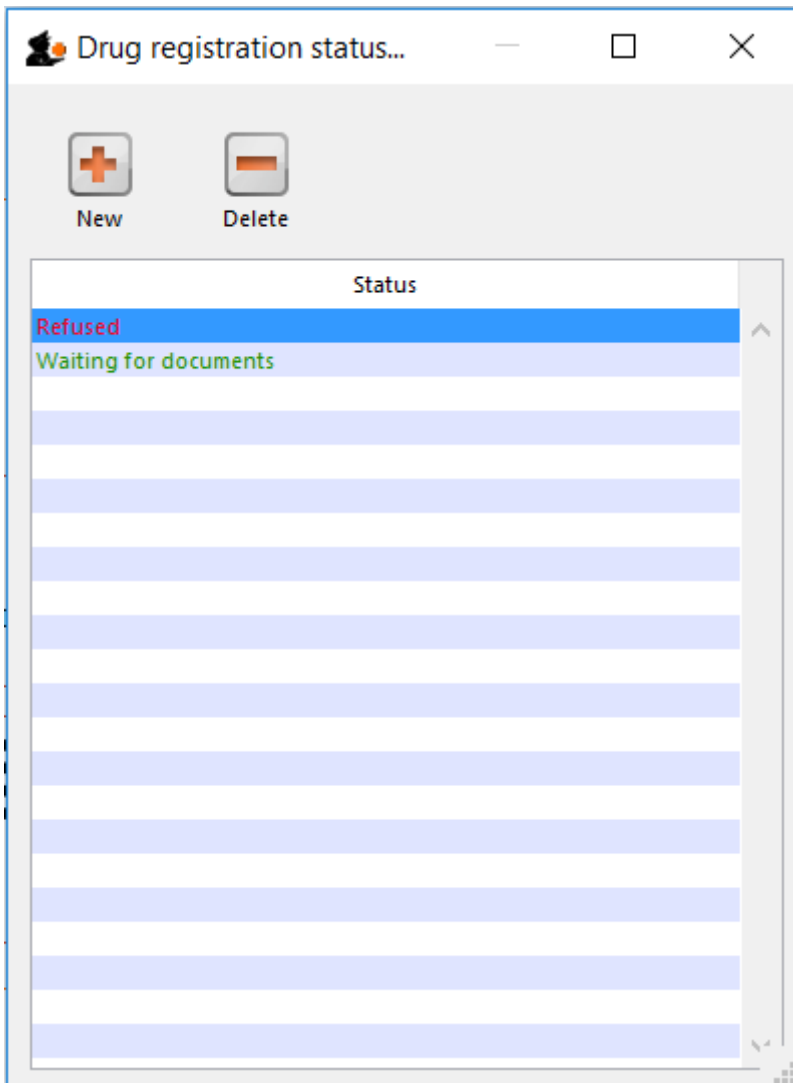 Drug registration status...
New Delete
Status
Refused
Waiting for documents